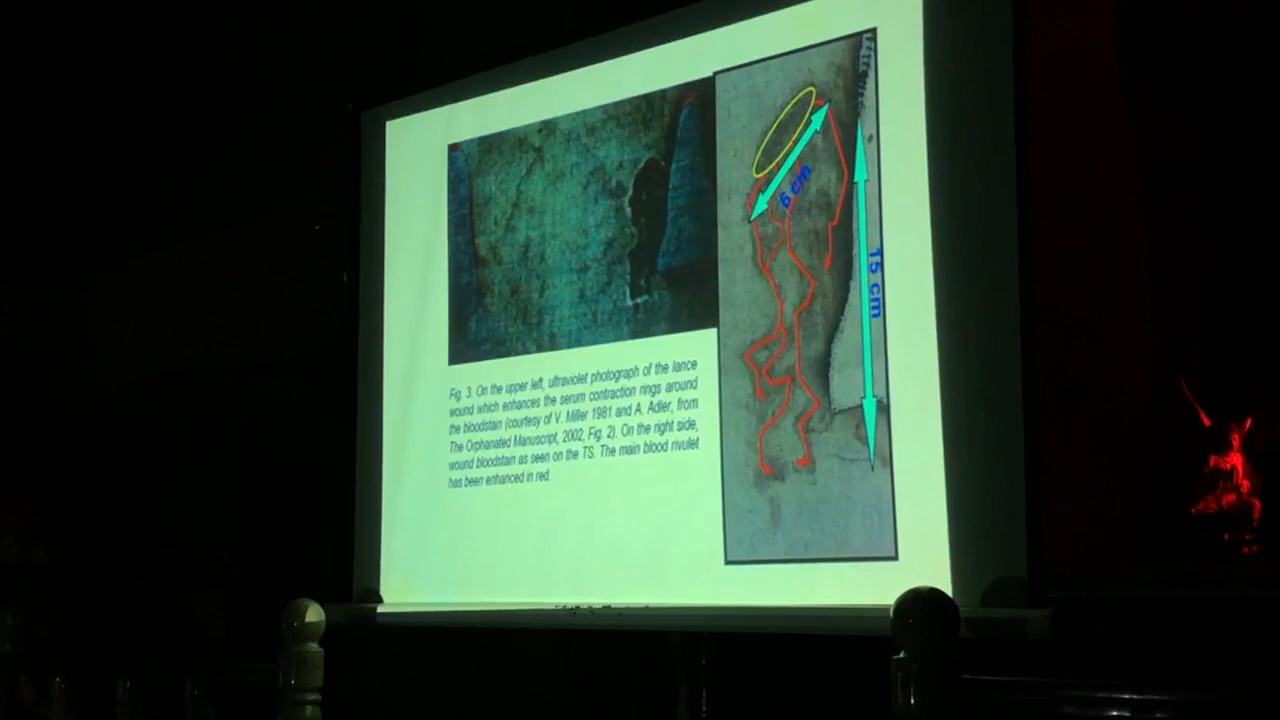 6 cm
15 cm
Fig. 3. On the upper left, ultraviolet photograph of the lance
wound which enhances the serum contraction rings around
the bloodstain (courtesy of V. Miller 1981 and A. Adler, from
The Orphanated Manuscript, 2002, Fig. 2). On the right side,
wound bloodstain as seen on the TS. The main blood rivulet
has been enhanced in red.